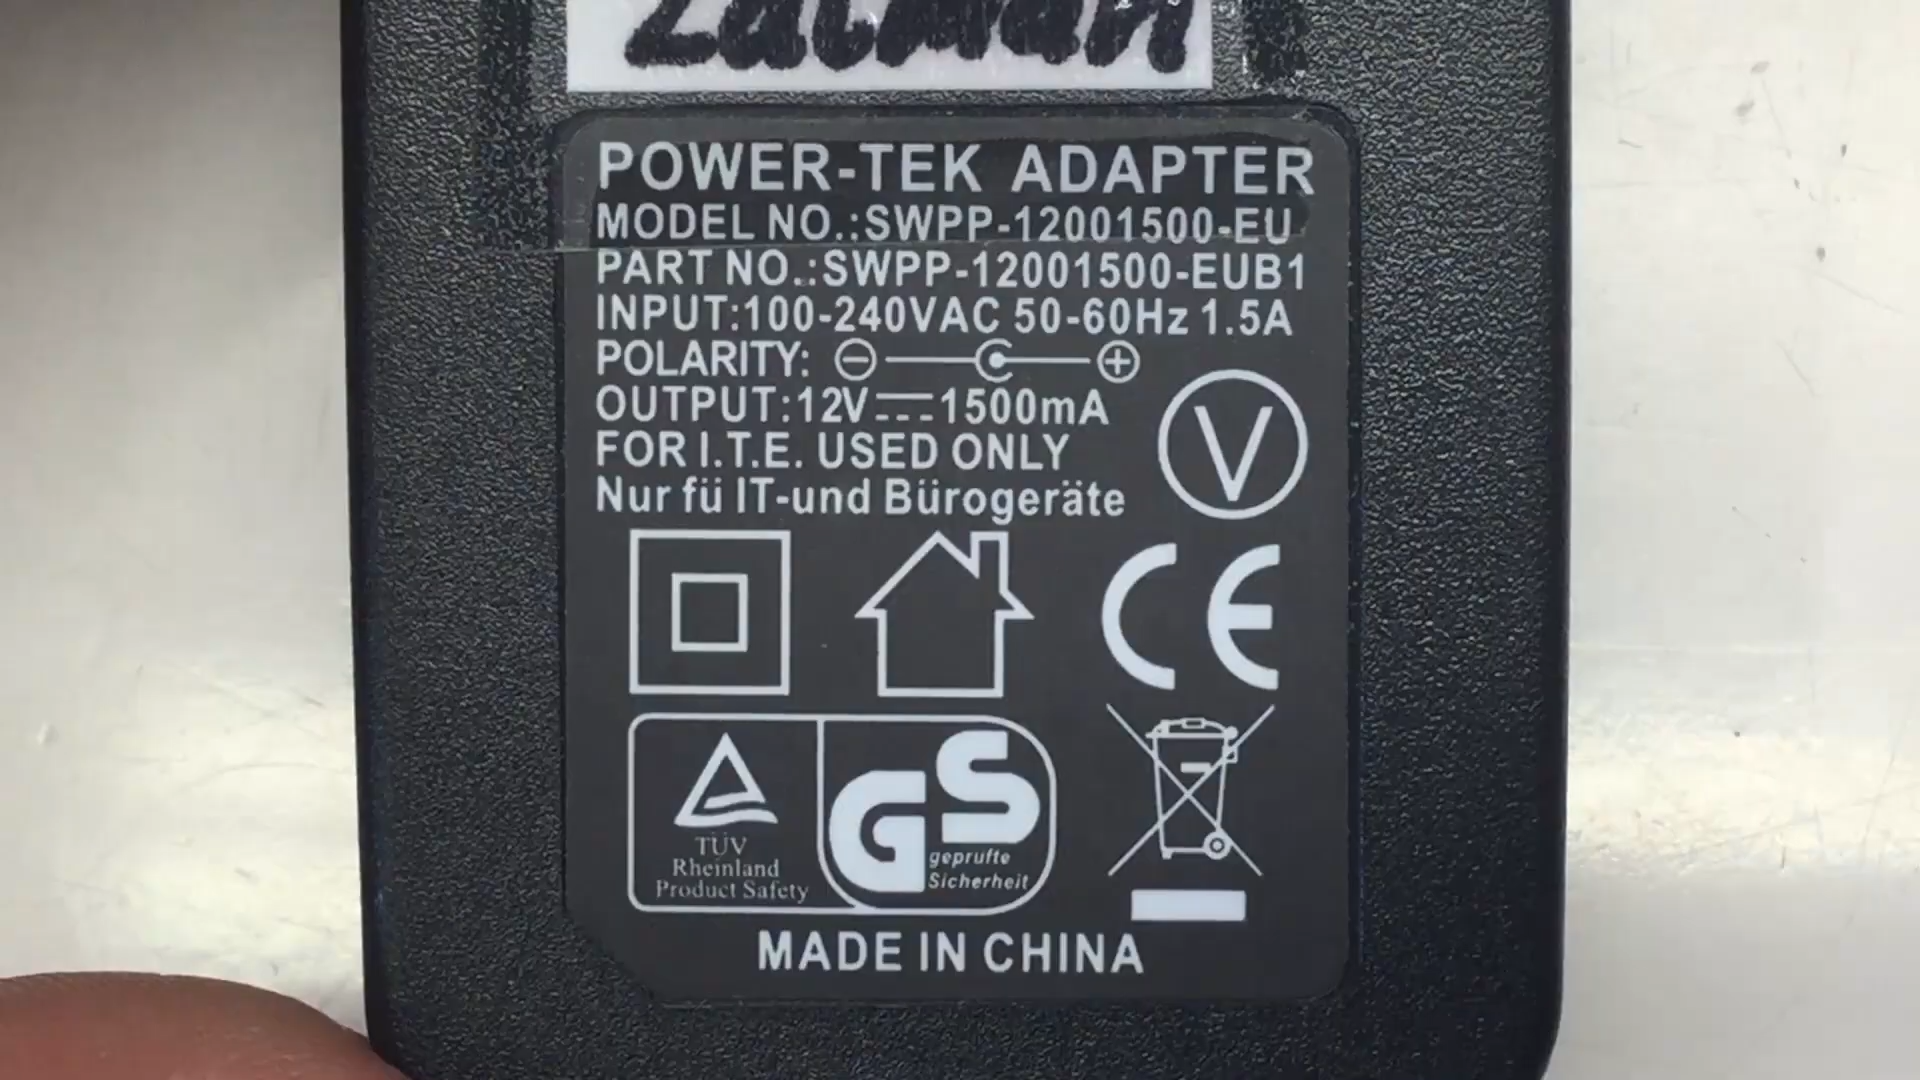 Zalman
POWER-TEK ADAPTER
MODEL NO.:SWPP-12001500-EU
PART NO.:SWPP-12001500-EUB1
INPUT:100-240VAC 50-60Hz 1.5A
POLARITY:
OUTPUT:12V⎓1500mA
FOR I.T.E. USED ONLY
Nur fü IT-und Bürogeräte
V
CE
TÜV
Rheinland
Product Safety
GS
geprufte
Sicherheit
MADE IN CHINA